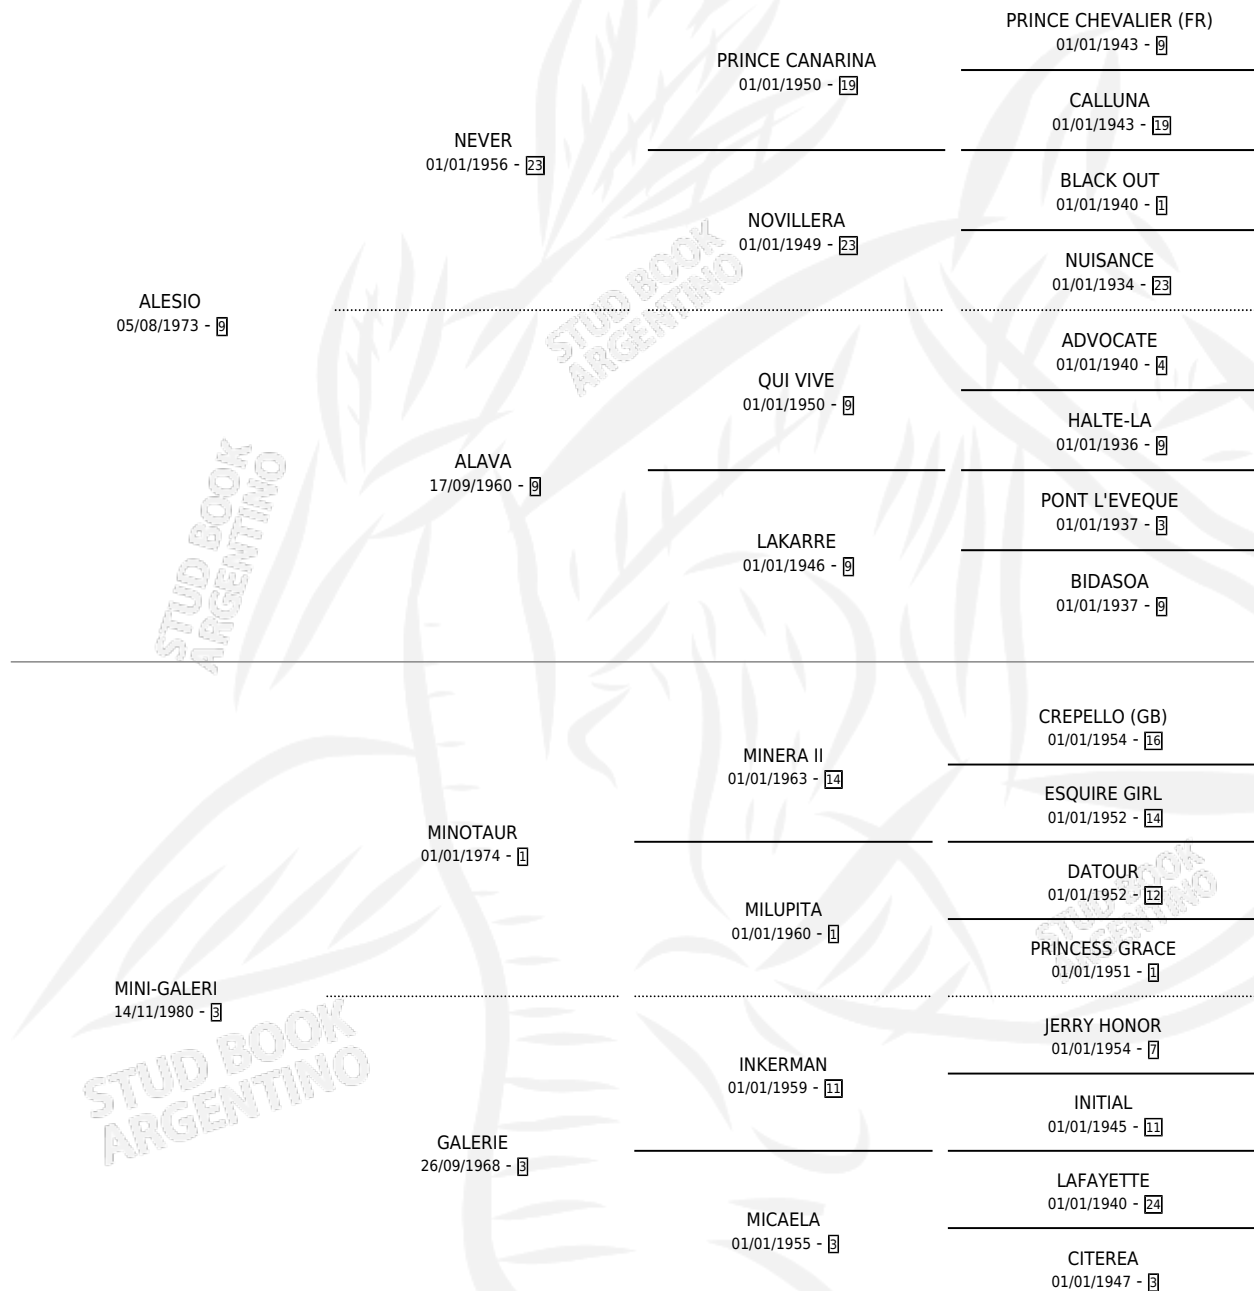 PRINCE CHEVALIER (FR)
01/01/1943 - 9
PRINCE CANARINA
01/01/1950 - 19
CALLUNA
01/01/1943 - 19
NEVER
01/01/1956 - 23
BLACK OUT
01/01/1940 - 1
NOVILLERA
01/01/1949 - 23
NUISANCE
01/01/1934 - 23
ALESIO
05/08/1973 - 9
ADVOCATE
01/01/1940 - 4
QUI VIVE
01/01/1950 - 9
HALTE-LA
01/01/1936 - 9
ALAVA
17/09/1960 - 9
PONT L'EVEQUE
01/01/1937 - 3
LAKARRE
01/01/1946 - 9
BIDASOA
01/01/1937 - 9
STUD BOOK
ARGENTINO
STUD BOOK
ARGENTINO
CREPELLO (GB)
01/01/1954 - 16
MINERA II
01/01/1963 - 14
ESQUIRE GIRL
01/01/1952 - 14
MINOTAUR
01/01/1974 - 1
DATOUR
01/01/1952 - 12
MILUPITA
01/01/1960 - 1
PRINCESS GRACE
01/01/1951 - 1
MINI-GALERI
14/11/1980 - 3
JERRY HONOR
01/01/1954 - 7
INKERMAN
01/01/1959 - 11
INITIAL
01/01/1945 - 11
GALERIE
26/09/1968 - 3
LAFAYETTE
01/01/1940 - 24
MICAELA
01/01/1955 - 3
CITEREA
01/01/1947 - 3
STUD BOOK
ARGENTINO
STUD BOOK
ARGENTINO